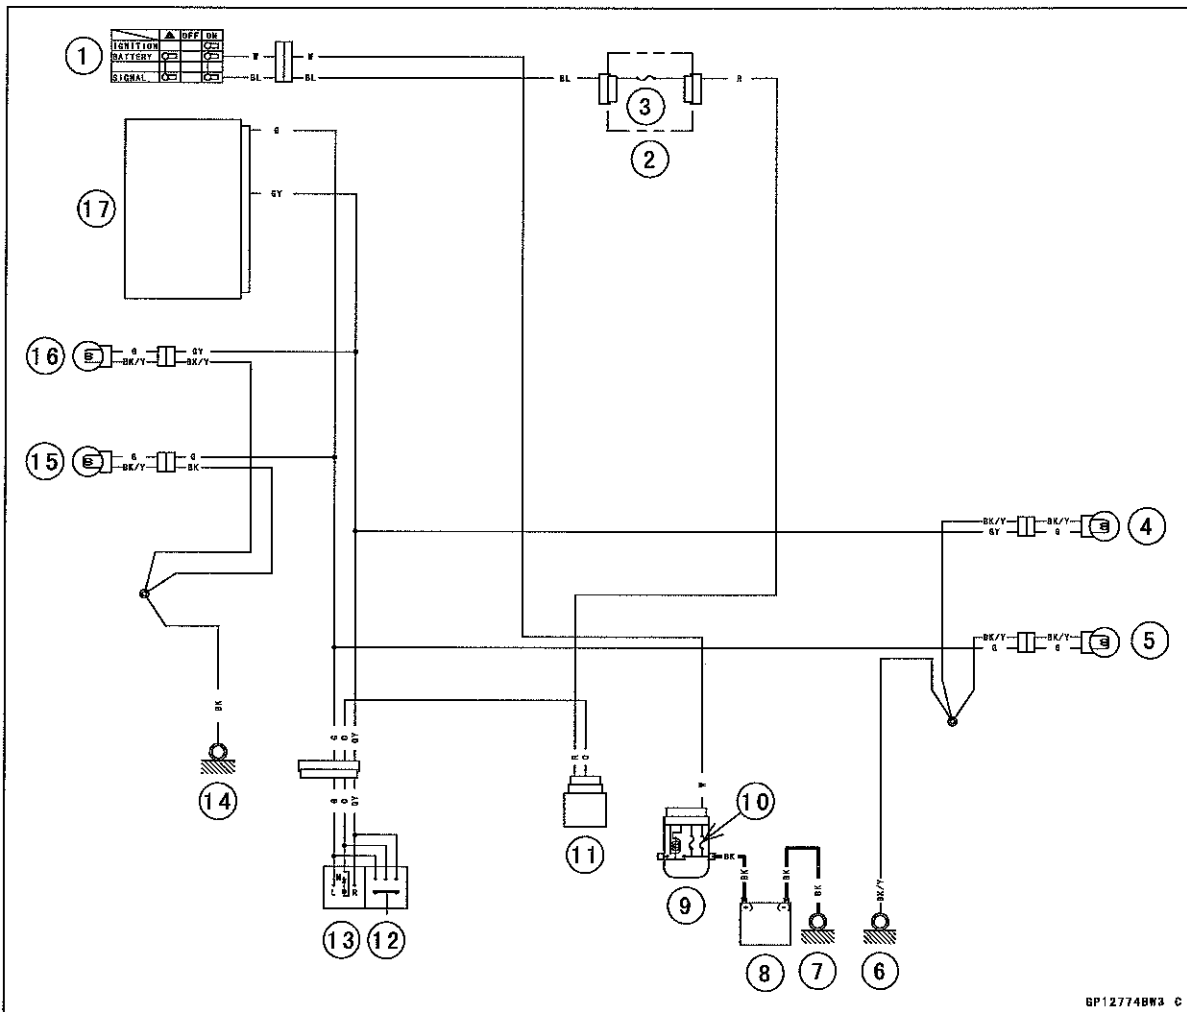 1
OFF ON
IGNITION
BATTERY
SIGNAL
W W
BL BL
BL
R
3
2
17
G
GY
16
G GY
BK/Y BK/Y
15
G G
BK/Y BK
BK/Y BK/Y
GY G
4
BK/Y BK/Y
G G
5
BK
14
G O GY
G O GY
N
L R
13
12
R O
11
W
10
BK
9
BK BK
(+) (-)
8
BK
7
BK/Y
6
GP12774BW3 C